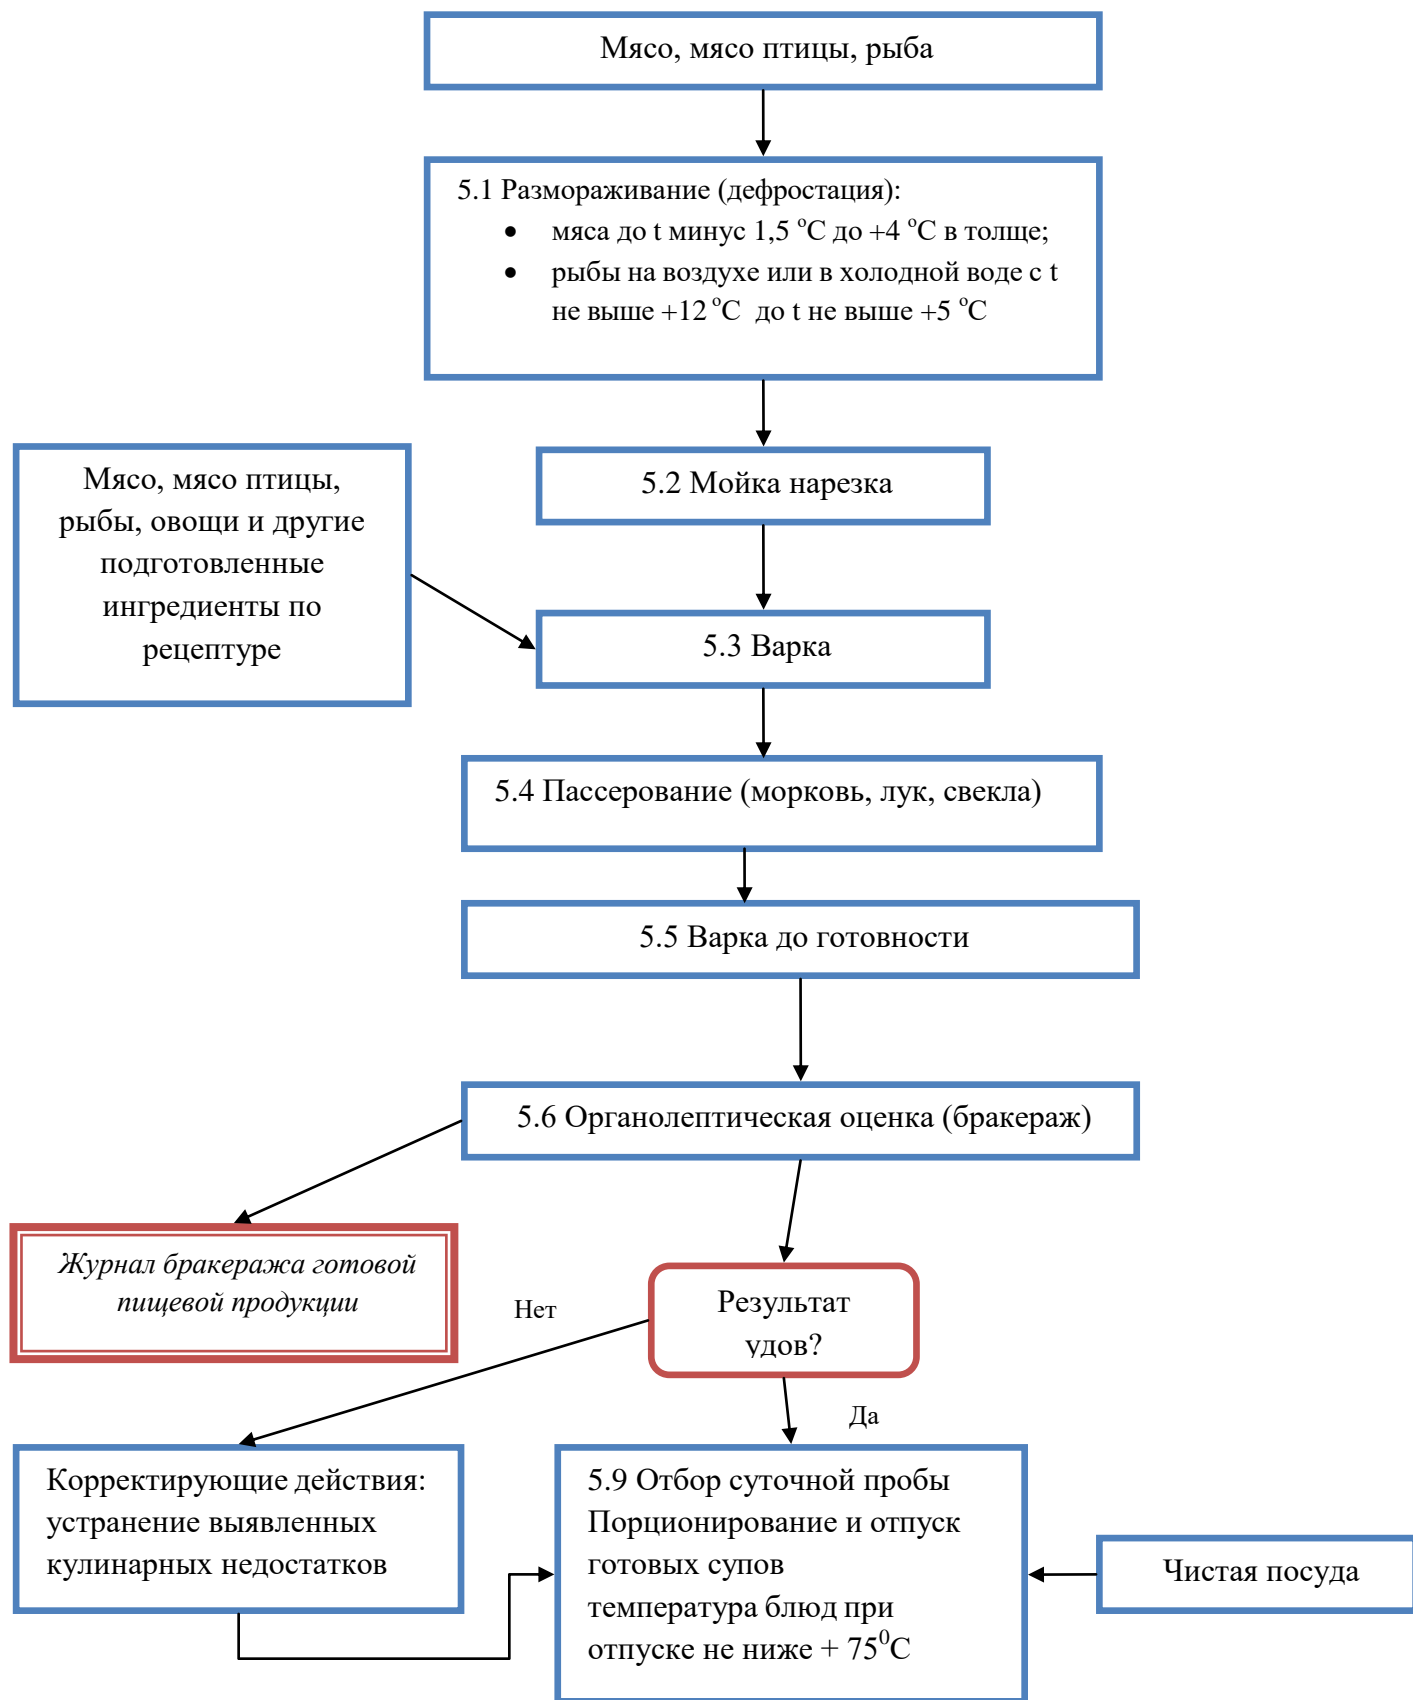 Мясо, мясо птицы, рыба
5.1 Размораживание (дефростация):
• мяса до t минус 1,5 ºС до +4 ºС в толще;
• рыбы на воздухе или в холодной воде с t
не выше +12 ºС до t не выше +5 ºС
Мясо, мясо птицы,
рыбы, овощи и другие
подготовленные
ингредиенты по
рецептуре
5.2 Мойка нарезка
5.3 Варка
5.4 Пассерование (морковь, лук, свекла)
5.5 Варка до готовности
5.6 Органолептическая оценка (бракераж)
Журнал бракеража готовой
пищевой продукции
Нет
Результат
удов?
Да
Корректирующие действия:
устранение выявленных
кулинарных недостатков
5.9 Отбор суточной пробы
Порционирование и отпуск
готовых супов
температура блюд при
отпуске не ниже + 75⁰С
Чистая посуда